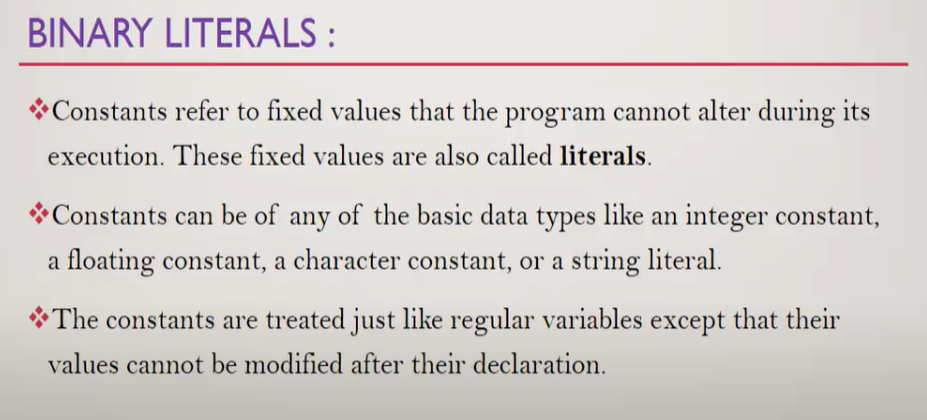 BINARY LITERALS :
❖Constants refer to fixed values that the program cannot alter during its
execution. These fixed values are also called literals.
❖Constants can be of any of the basic data types like an integer constant,
a floating constant, a character constant, or a string literal.
❖The constants are treated just like regular variables except that their
values cannot be modified after their declaration.